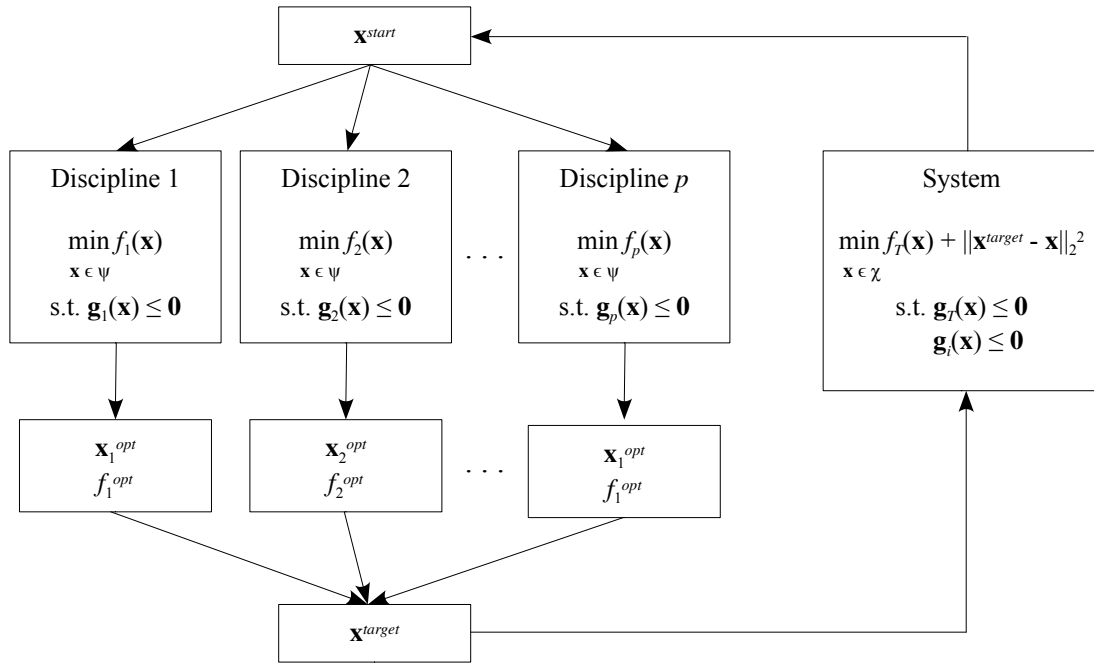 x^start
Discipline 1
min f_1(x)
x ϵ ψ
s.t. g_1(x) ≤ 0
Discipline 2
min f_2(x)
x ϵ ψ
s.t. g_2(x) ≤ 0
. . .
Discipline p
min f_p(x)
x ϵ ψ
s.t. g_p(x) ≤ 0
System
min f_T(x) + ||x^target - x||_2^2
x ϵ χ
s.t. g_T(x) ≤ 0
g_i(x) ≤ 0
x_1^opt
f_1^opt
x_2^opt
f_2^opt
. . .
x_1^opt
f_1^opt
x^target